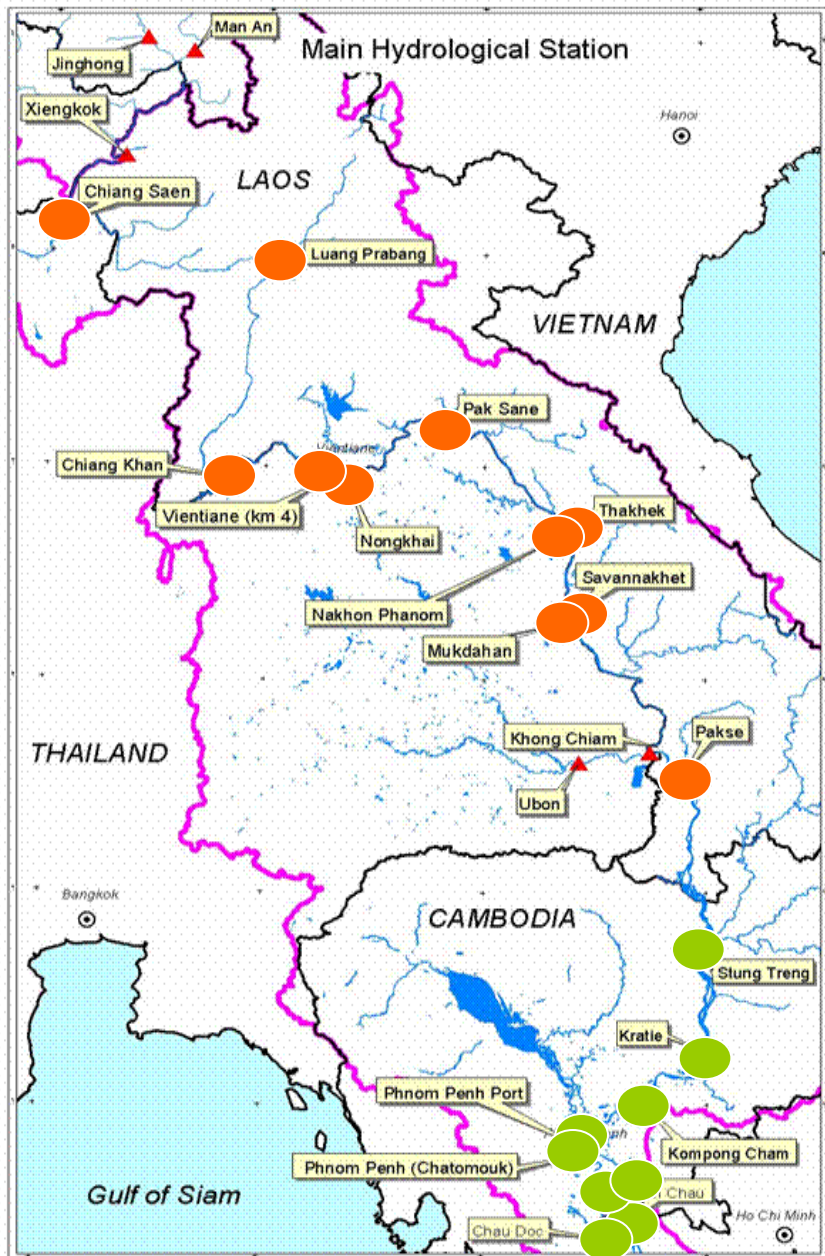 Man An
Main Hydrological Station
Jinghong
Xiengkok
Hanoi
LAOS
Chiang Saen
Luang Prabang
VIETNAM
Pak Sane
Vientiane
Chiang Khan
Vientiane (km 4)
Nongkhai
Thakhek
Savannakhet
Nakhon Phanom
Mukdahan
Khong Chiam
Pakse
THAILAND
Ubon
Bangkok
CAMBODIA
Stung Treng
Kratie
Phnom Penh Port
Kompong Cham
Phnom Penh (Chatomouk)
Gulf of Siam
Chau
Chau Doc
Ho Chi Minh